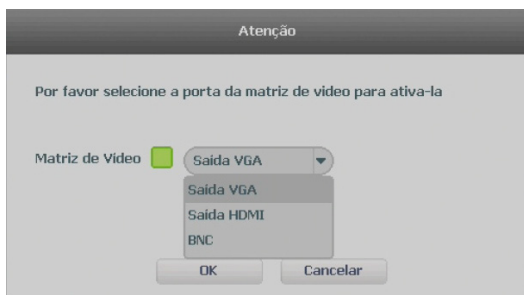 Atenção
Por favor selecione a porta da matriz de video para ativa-la
Matriz de Vídeo Saída VGA
Saída VGA
Saída HDMI
BNC
OK Cancelar